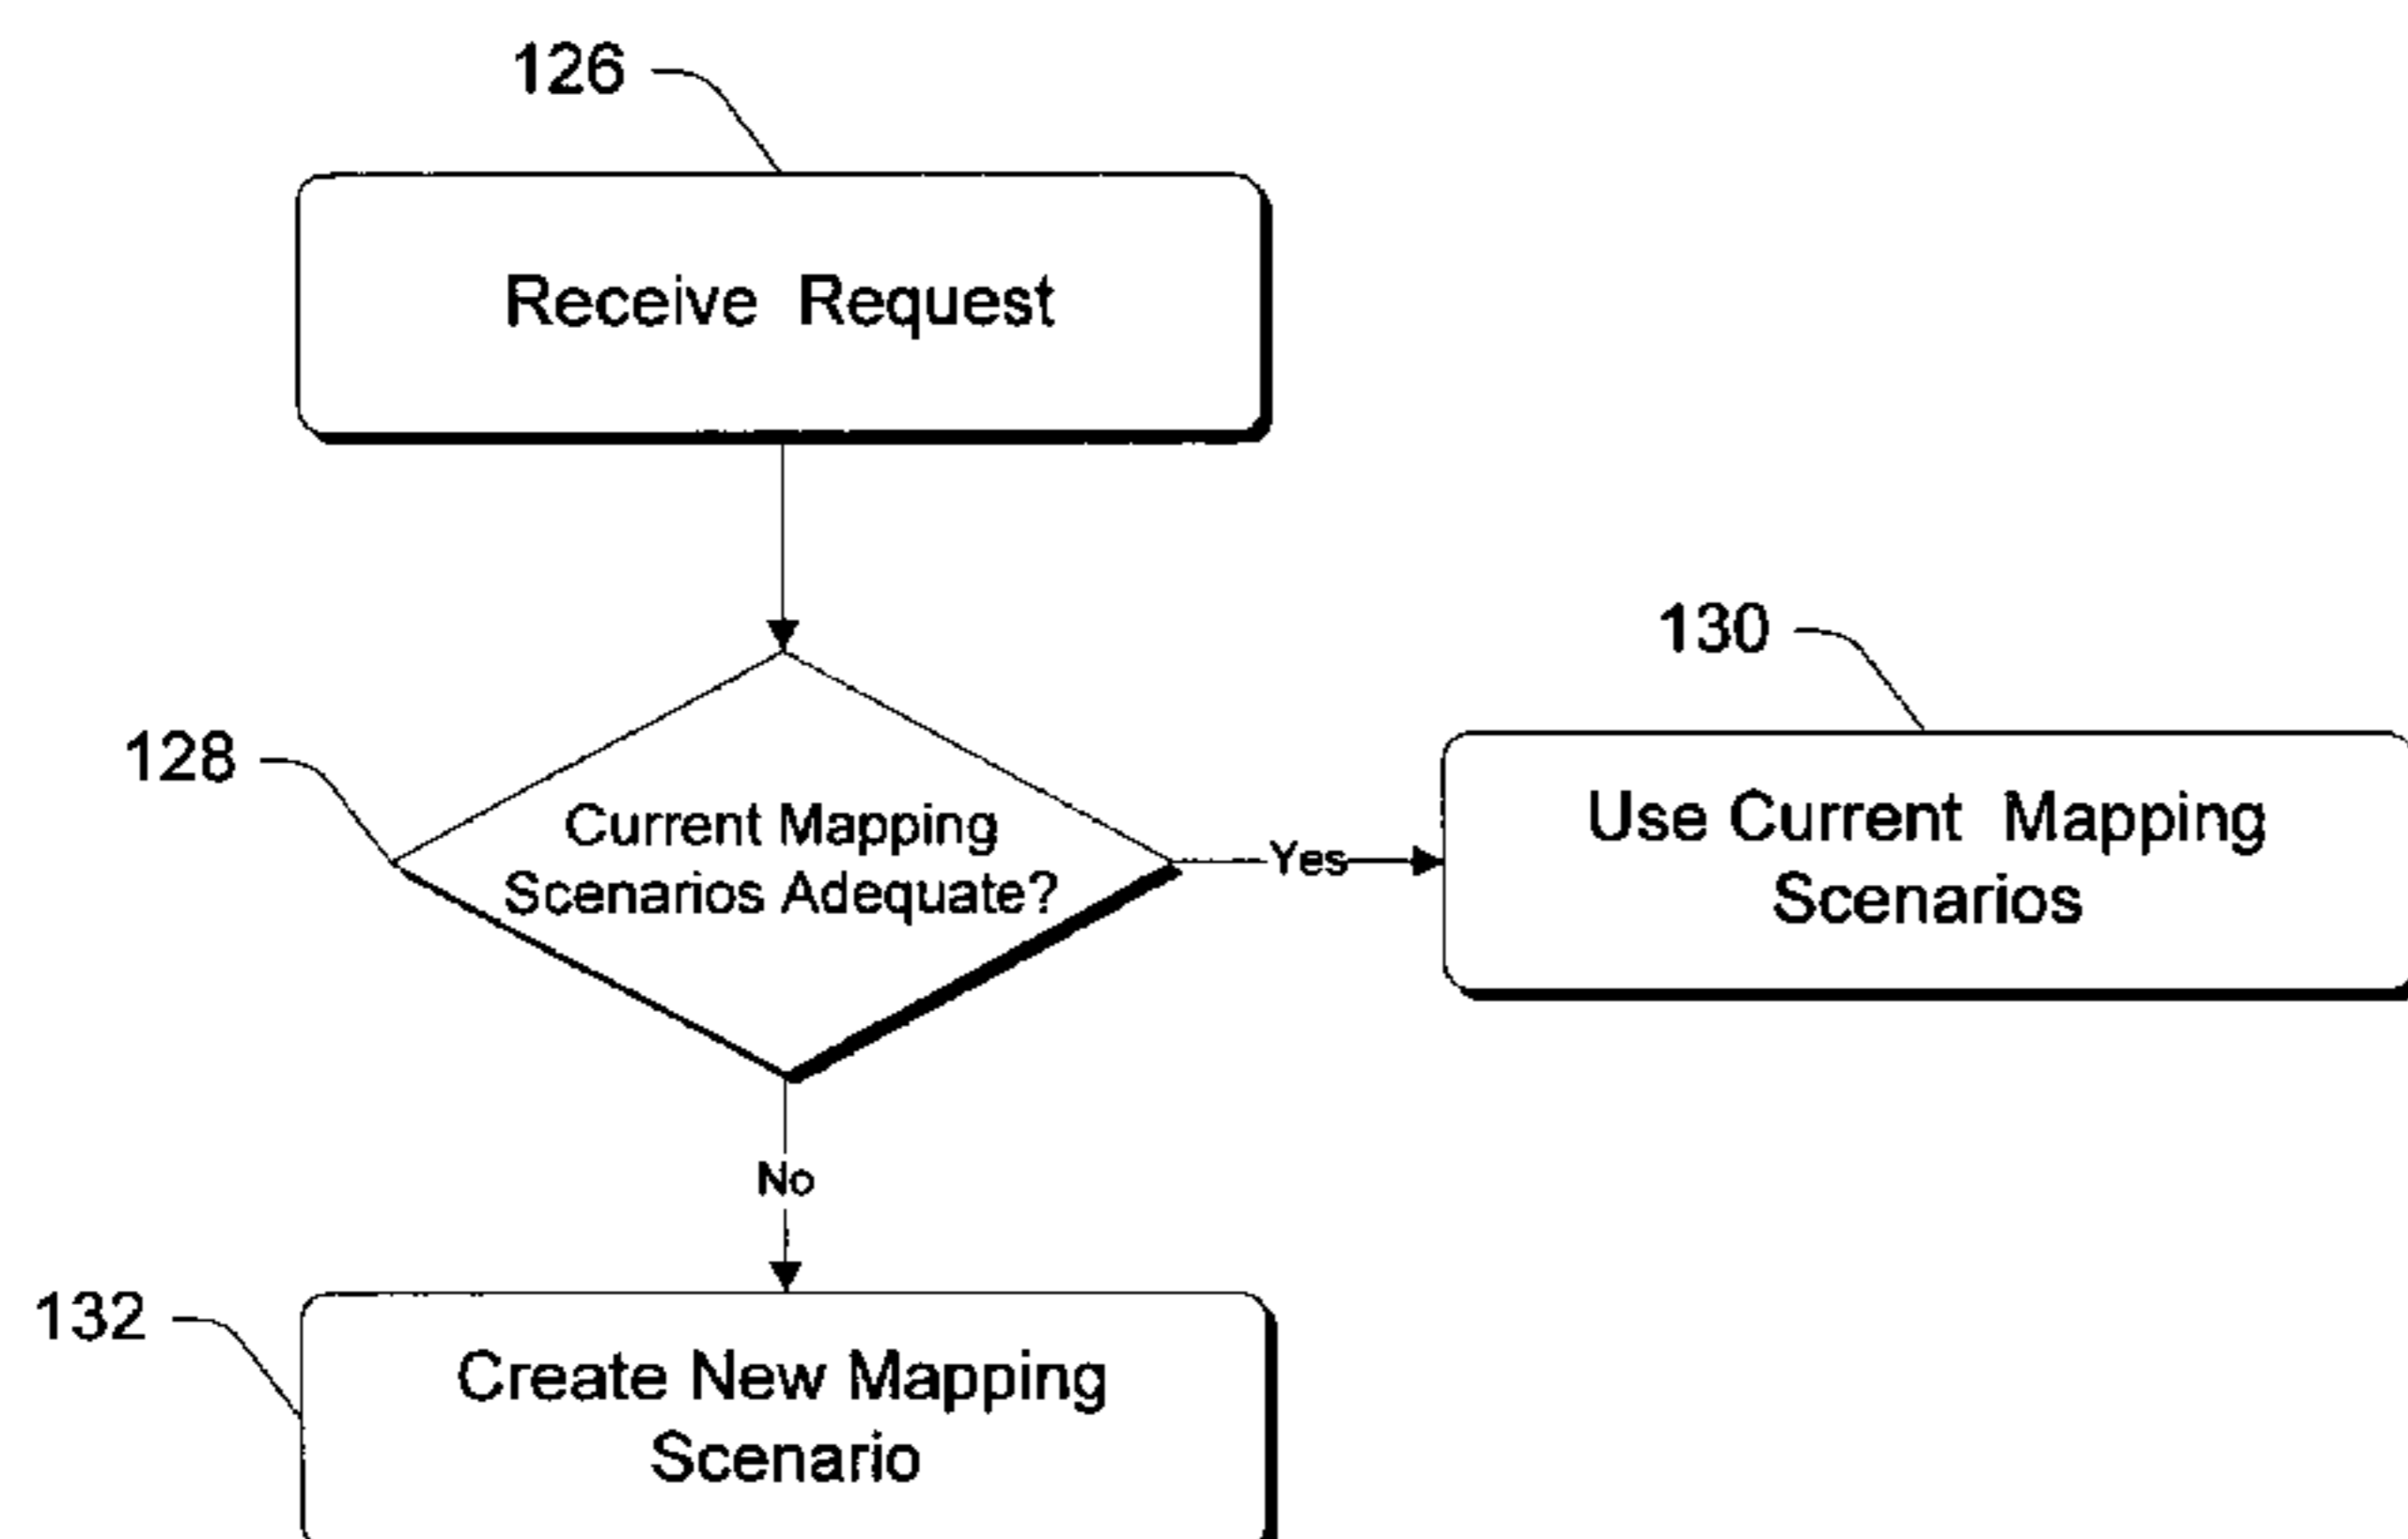 126
Receive Request
128
Current Mapping
Scenarios Adequate?
Yes
130
Use Current Mapping
Scenarios
No
132
Create New Mapping
Scenario